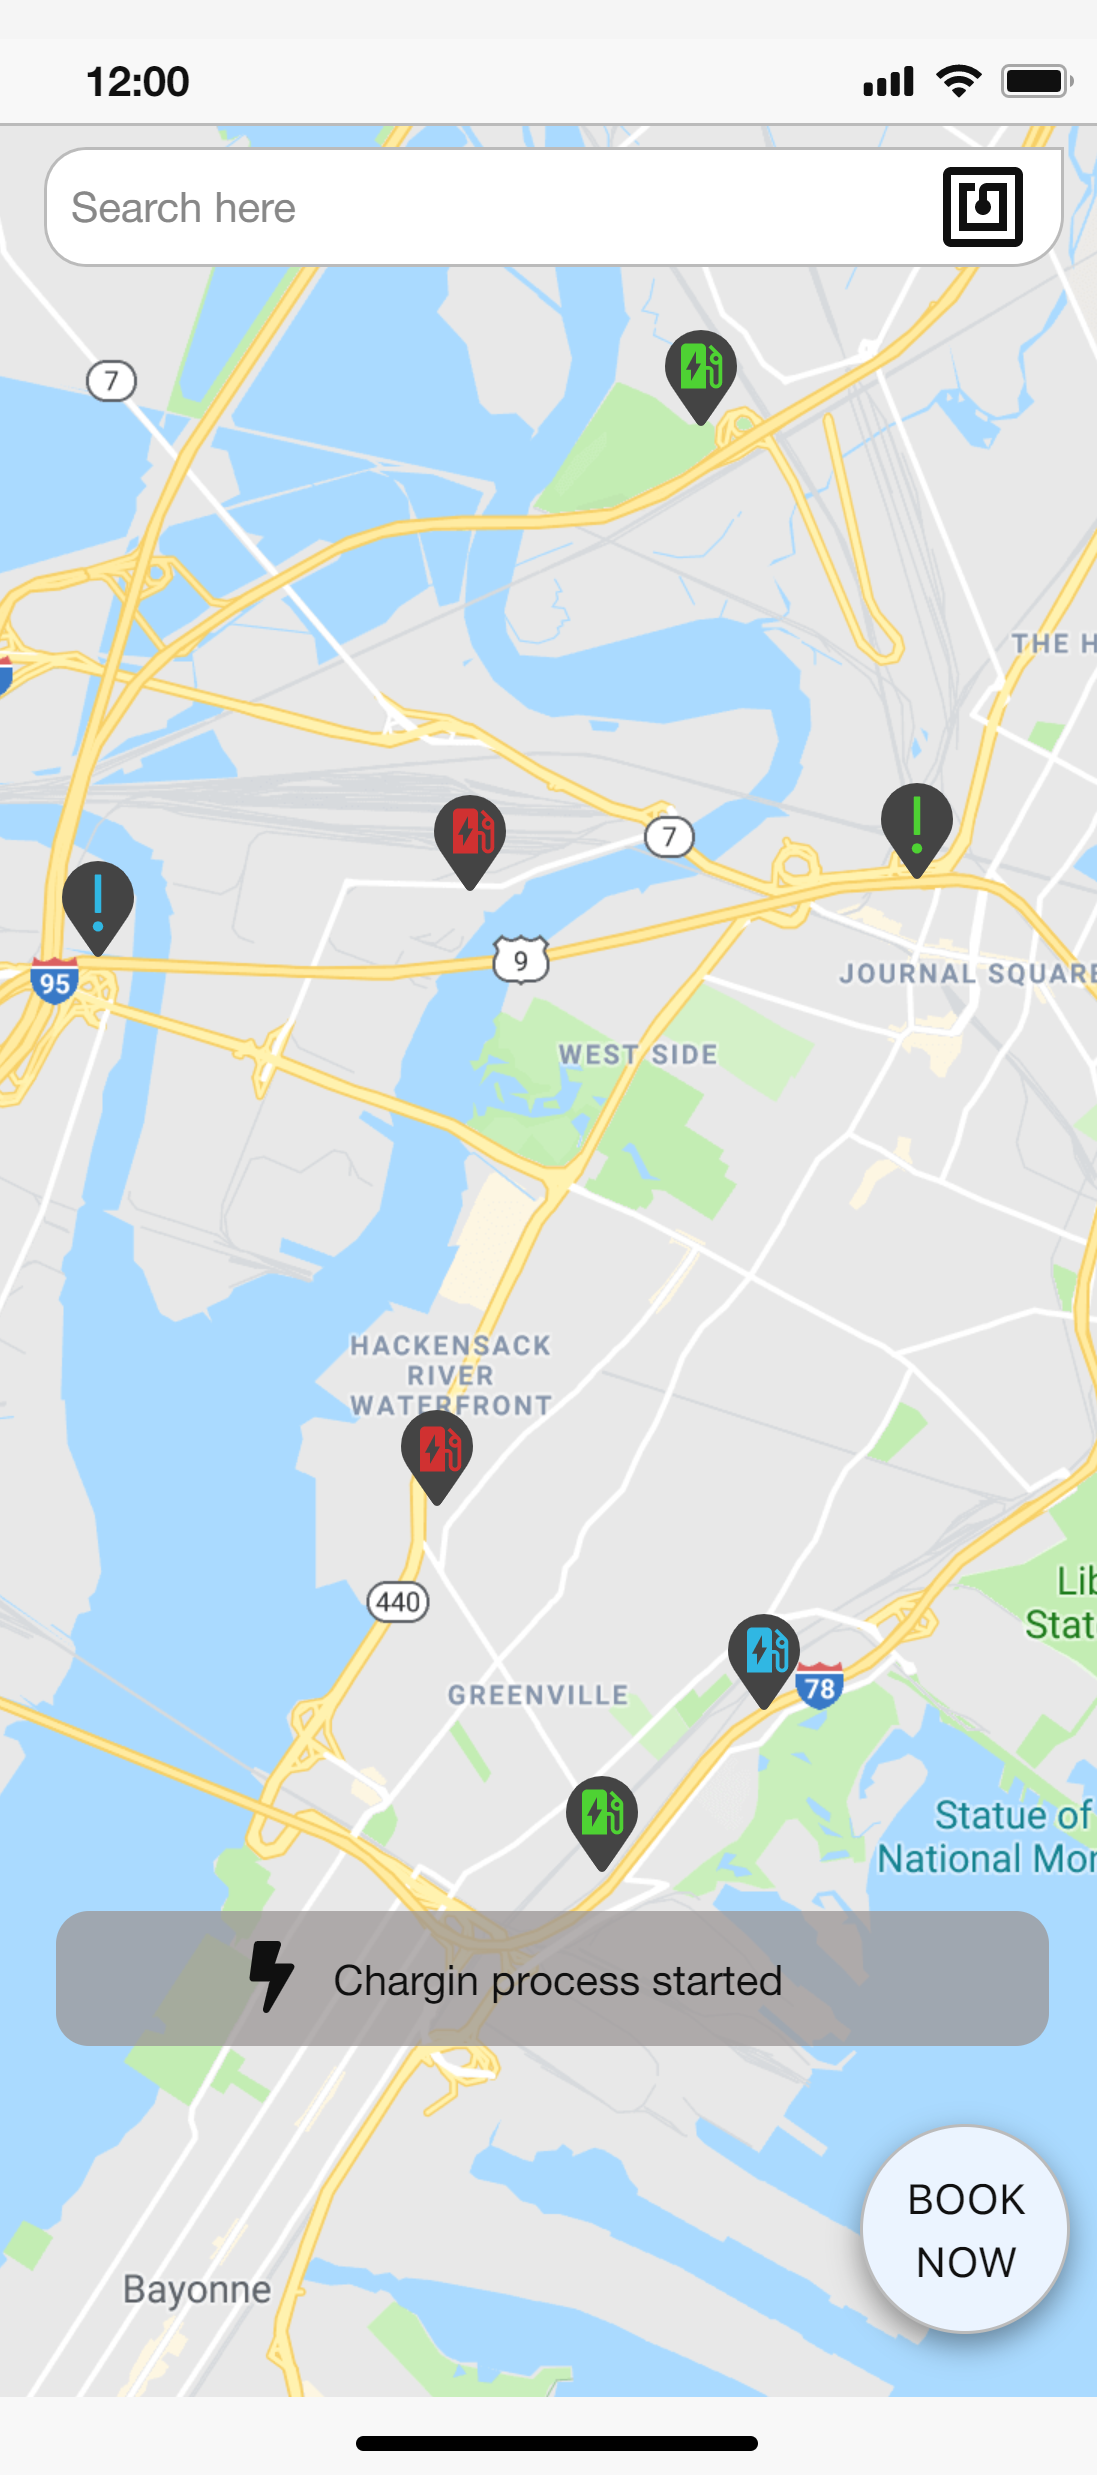 12:00
Search here
7
THE H
7
!
!
9
95
JOURNAL SQUARE
WEST SIDE
HACKENSACK
RIVER
WATERFRONT
440
Lib
Stat
78
GREENVILLE
Statue of
National Mon
Chargin process started
BOOK
NOW
Bayonne